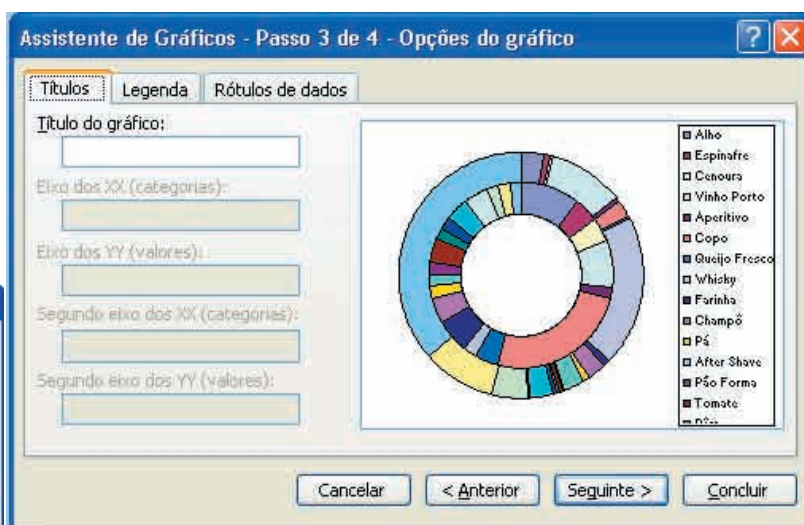 Assistente de Gráficos - Passo 3 de 4 - Opções do gráfico
Títulos Legenda Rótulos de dados
Título do gráfico:
Eixo dos XX (categorias):
Eixo dos YY (valores):
Segundo eixo dos XX (categorias):
Segundo eixo dos YY (valores):
Alho
Espinafre
Cenoura
Vinho Porto
Aperitivo
Copo
Queijo Fresco
Whisky
Farinha
Champô
Pá
After Shave
Pão Forma
Tomate
Cancelar < Anterior Seguinte > Concluir